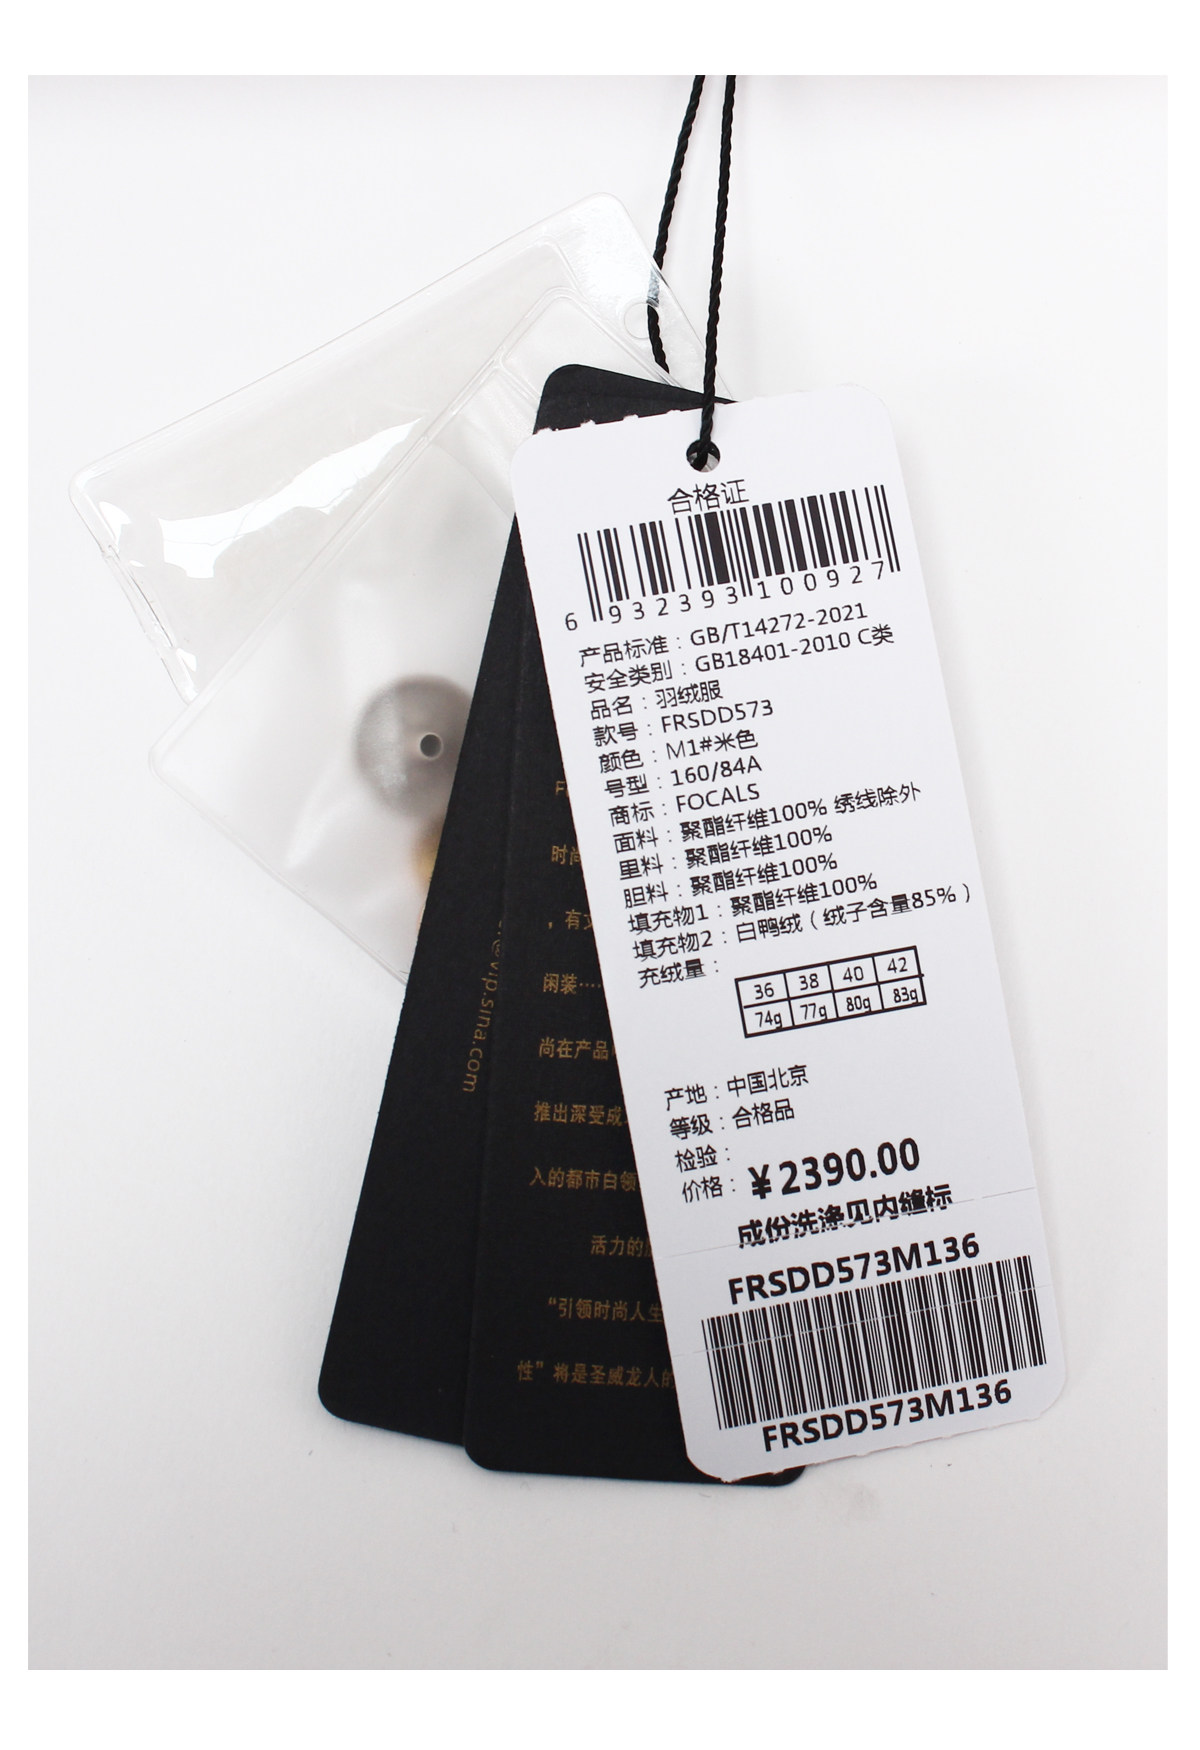 合格证
6 932393 100927
产品标准：GB/T14272-2021
安全类别：GB18401-2010 C类
品名：羽绒服
款号：FRSDD573
颜色：M1#米色
号型：160/84A
商标：FOCALS
面料：聚酯纤维100% 绣线除外
里料：聚酯纤维100%
胆料：聚酯纤维100%
填充物1：聚酯纤维100%
填充物2：白鸭绒（绒子含量85%）
充绒量：
36 38 40 42
74g 77g 80g 83g
产地：中国北京
等级：合格品
检验：
价格：￥2390.00
成份洗涤见内缝标
FRSDD573M136
FRSDD573M136
时尚
，有文
闲装……
尚在产品
推出深受成
入的都市白领
活力的
“引领时尚人生
性”将是圣威龙人的
@vip.sina.com